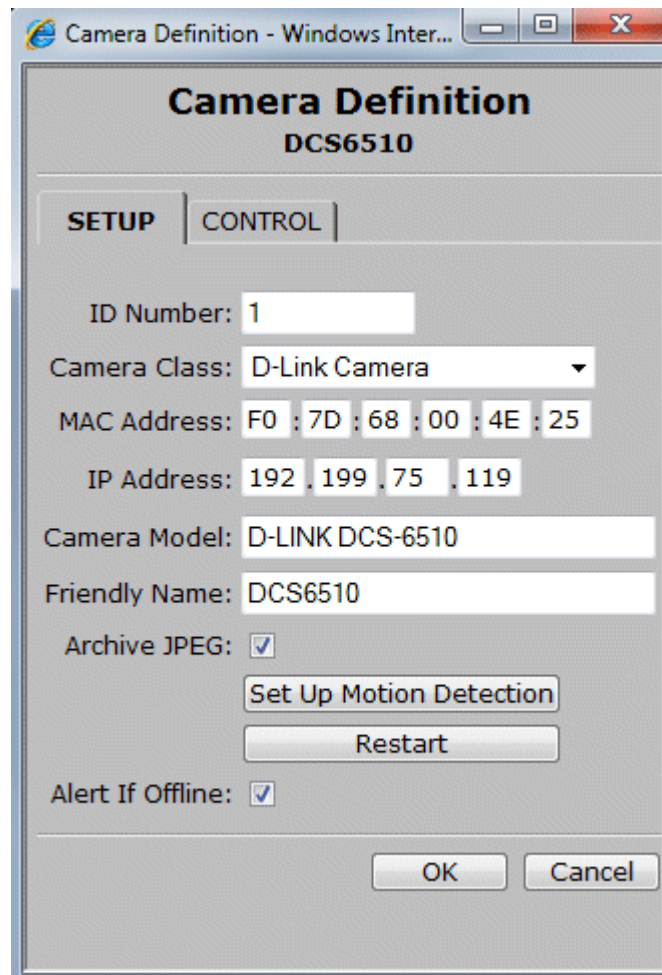 Camera Definition - Windows Inter...
Camera Definition
DCS6510
SETUP CONTROL
ID Number: 1
Camera Class: D-Link Camera
MAC Address: F0 : 7D : 68 : 00 : 4E : 25
IP Address: 192 . 199 . 75 . 119
Camera Model: D-LINK DCS-6510
Friendly Name: DCS6510
Archive JPEG:
Set Up Motion Detection
Restart
Alert If Offline:
OK Cancel